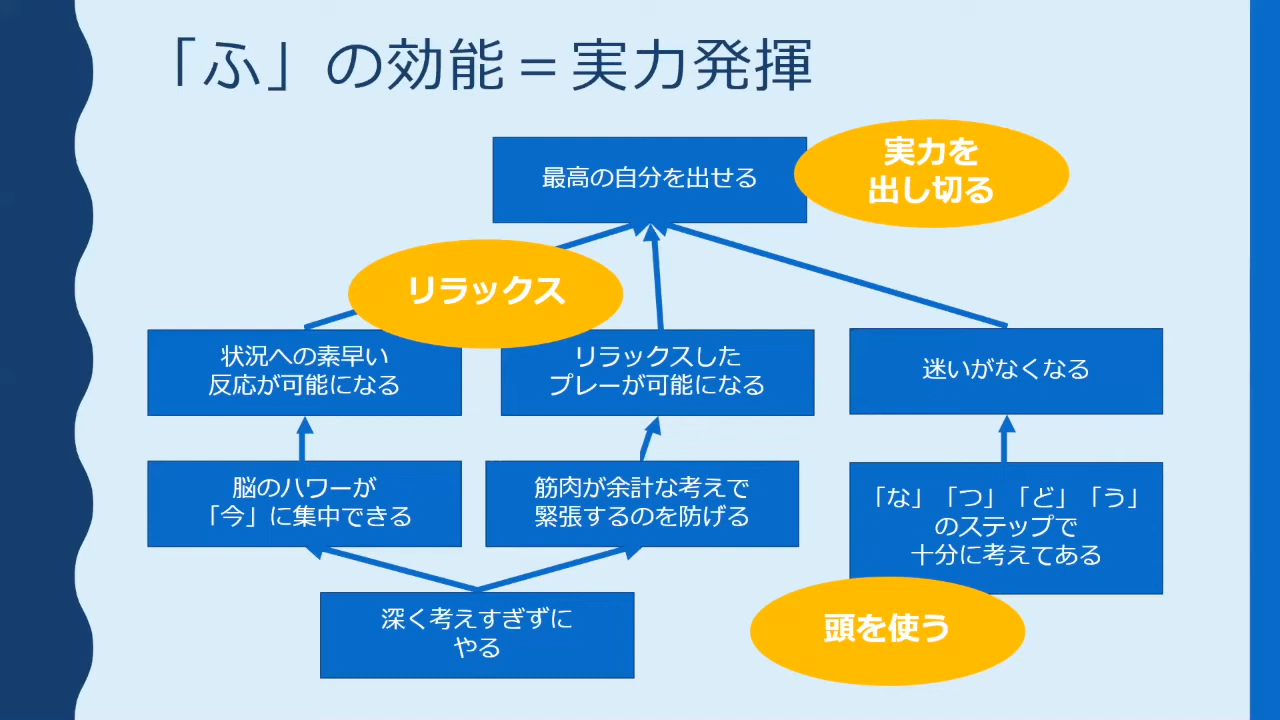 「ふ」の効能＝実力発揮
最高の自分を出せる
実力を
出し切る
リラックス
状況への素早い
反応が可能になる
リラックスした
プレーが可能になる
迷いがなくなる
脳のパワーが
「今」に集中できる
筋肉が余計な考えで
緊張するのを防げる
「な」「つ」「ど」「う」
のステップで
十分に考えてある
深く考えすぎずに
やる
頭を使う